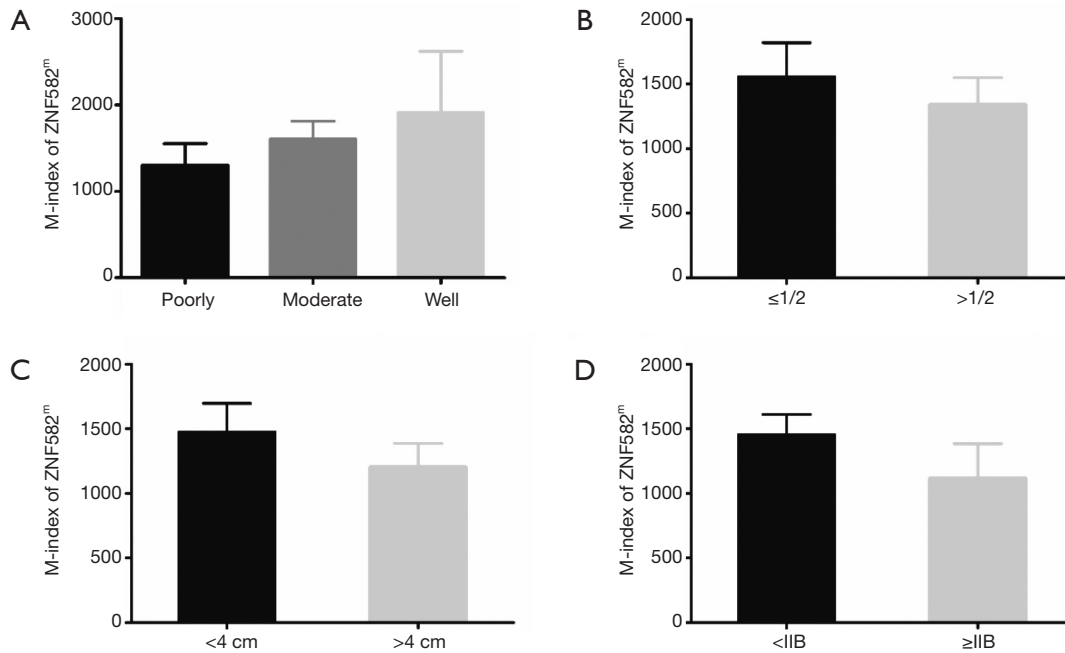 A
M-index of ZNF582ᵐ
3000
2000
1000
0
Poorly Moderate Well
B
M-index of ZNF582ᵐ
2000
1500
1000
500
0
≤1/2 >1/2
C
M-index of ZNF582ᵐ
2000
1500
1000
500
0
<4 cm >4 cm
D
M-index of ZNF582ᵐ
2000
1500
1000
500
0
<IIB ≥IIB